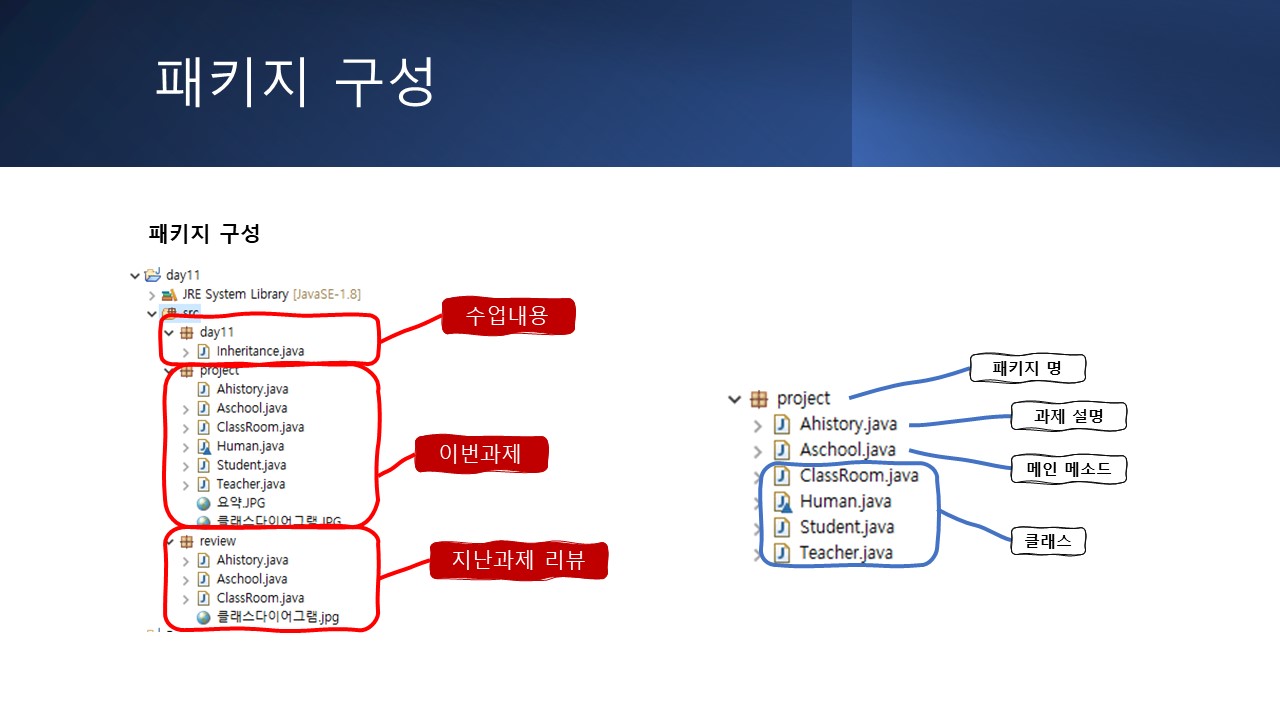 패키지 구성
패키지 구성
day11
JRE System Library [JavaSE-1.8]
src
day11
Inheritance.java
project
Ahistory.java
Aschool.java
ClassRoom.java
Human.java
Student.java
Teacher.java
요약.JPG
클래스다이어그램.JPG
review
Ahistory.java
Aschool.java
ClassRoom.java
클래스다이어그램.jpg
수업내용
이번과제
지난과제 리뷰
project
Ahistory.java
Aschool.java
ClassRoom.java
Human.java
Student.java
Teacher.java
패키지 명
과제 설명
메인 메소드
클래스